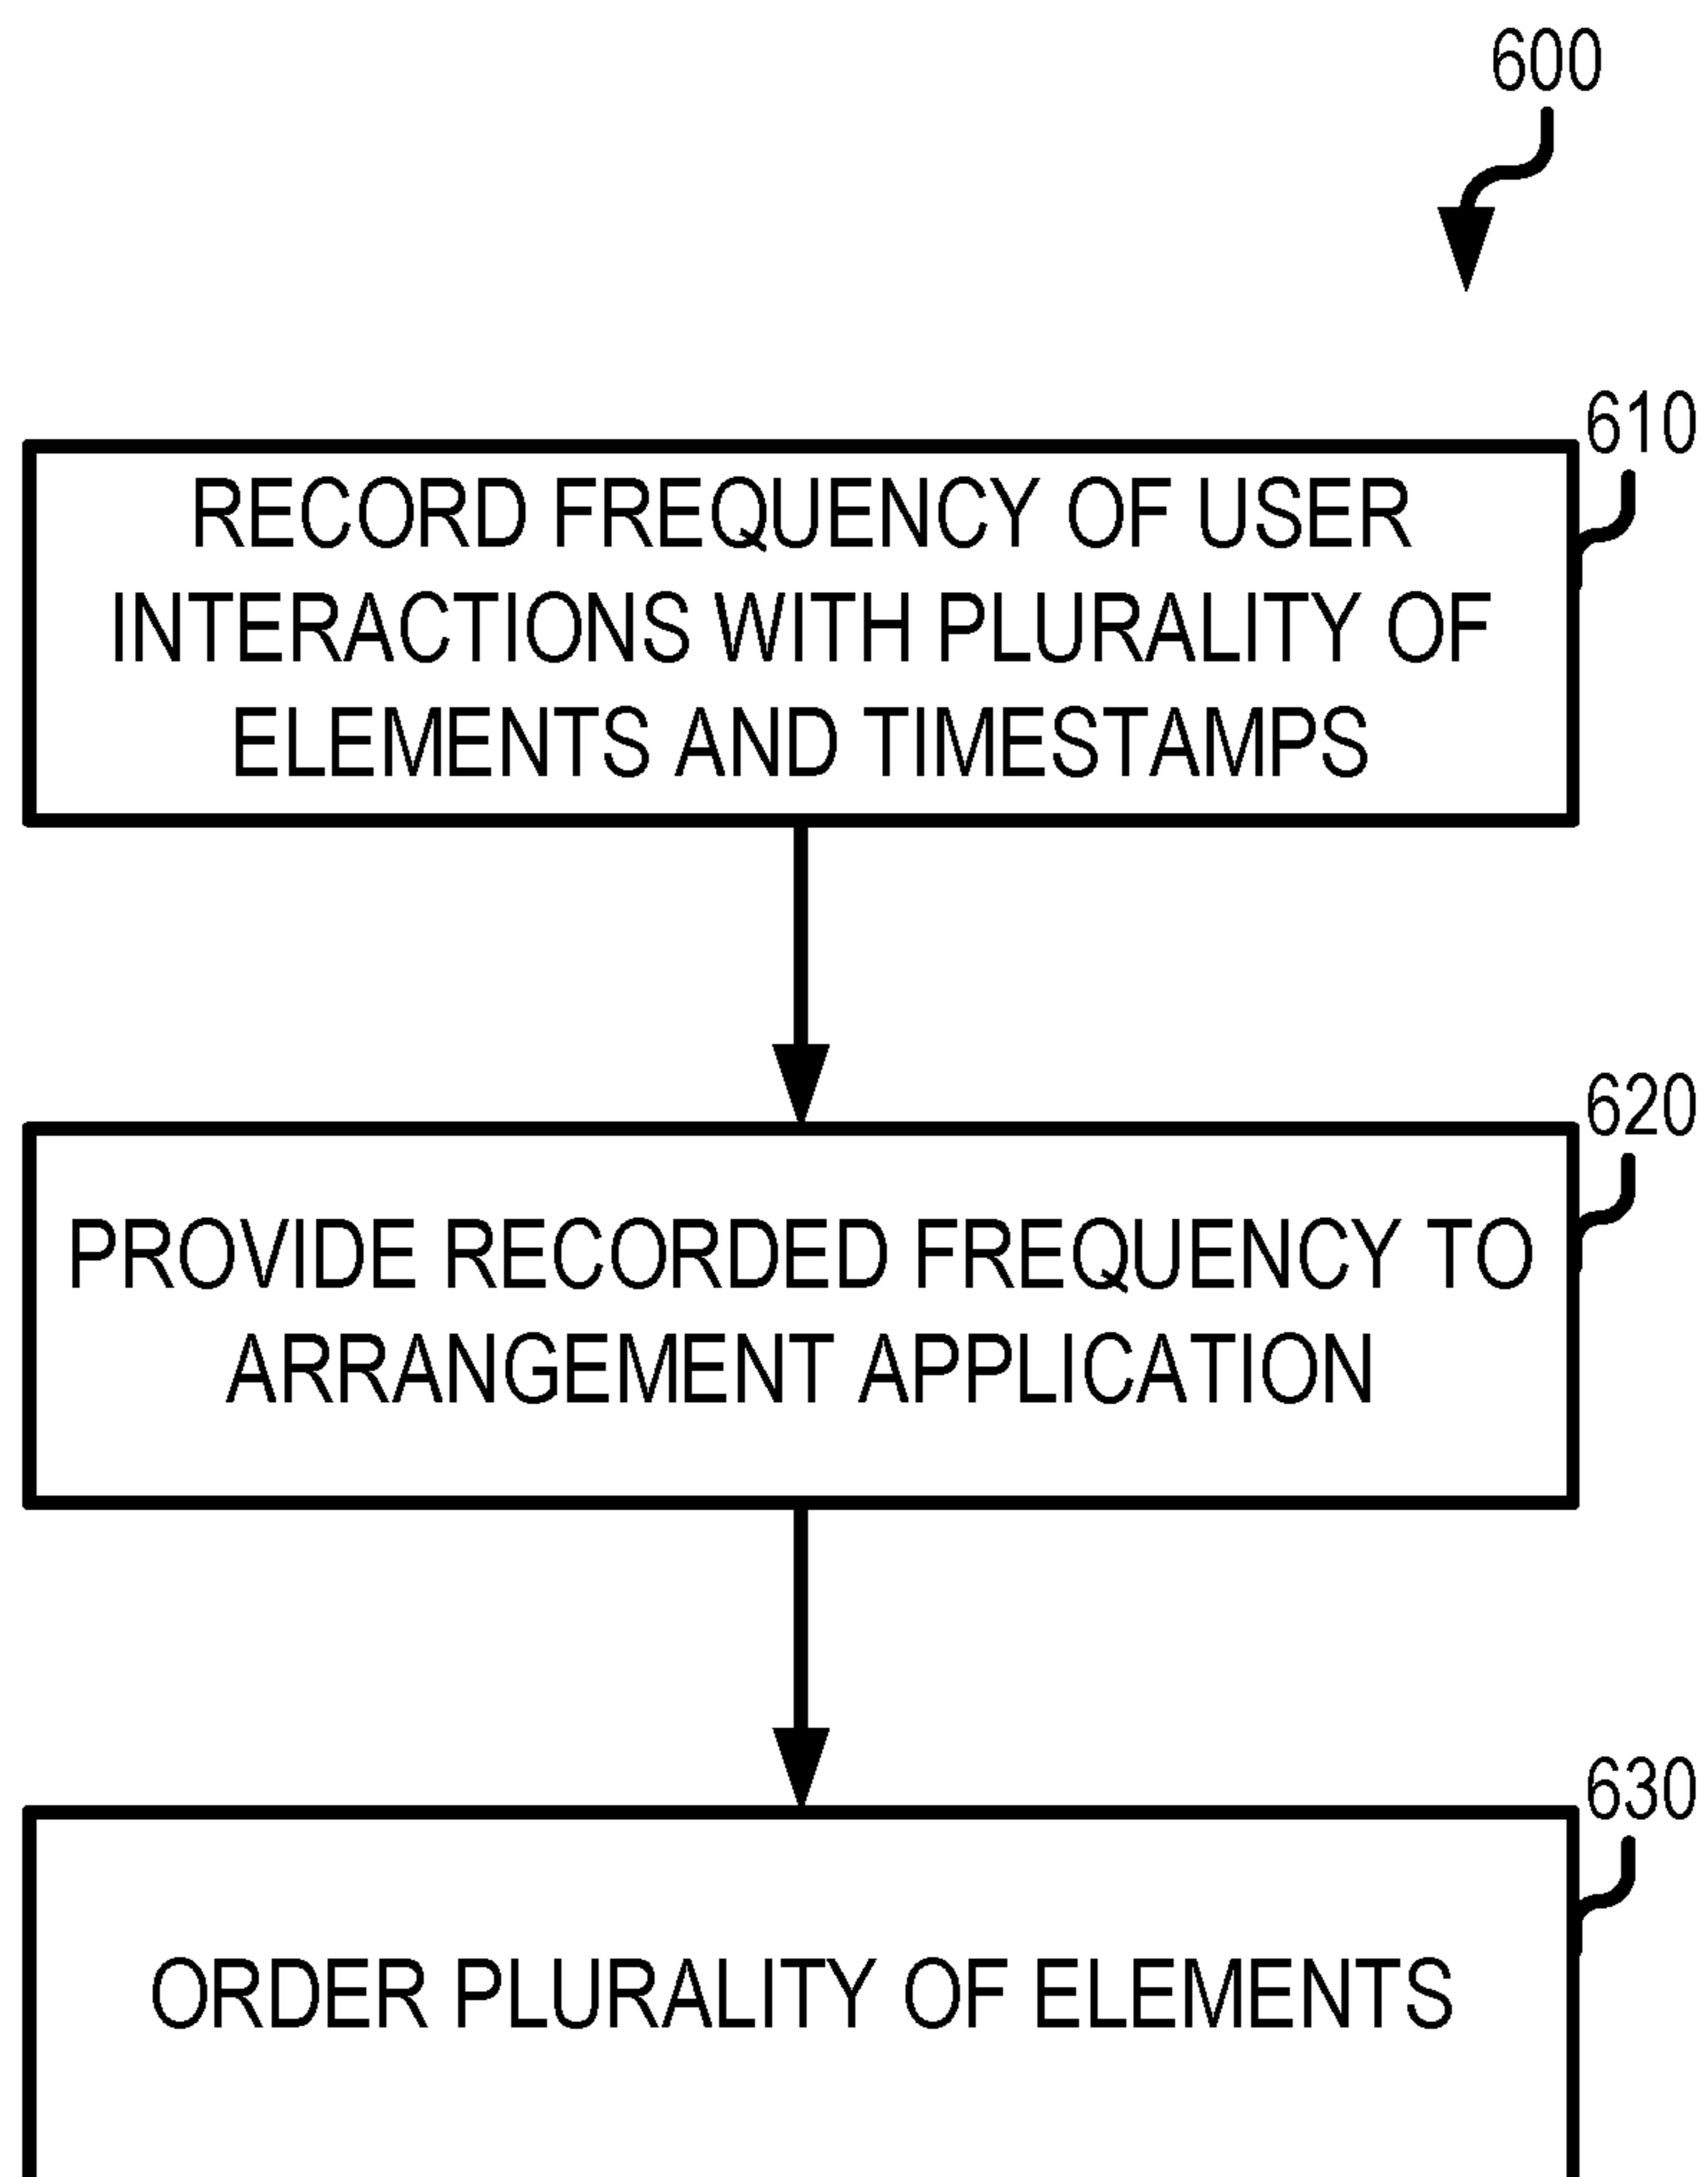 600
610
RECORD FREQUENCY OF USER
INTERACTIONS WITH PLURALITY OF
ELEMENTS AND TIMESTAMPS
620
PROVIDE RECORDED FREQUENCY TO
ARRANGEMENT APPLICATION
630
ORDER PLURALITY OF ELEMENTS